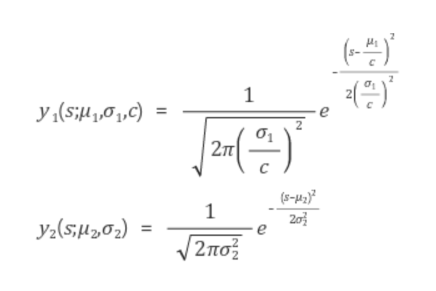 y₁(s;μ₁,σ₁,c) = 1/√(2π(σ₁/c)²) e^(-(s-μ₁/c)²/2(σ₁/c)²)
y₂(s;μ₂,σ₂) = 1/√(2πσ₂²) e^(-(s-μ₂)²/2σ₂²)